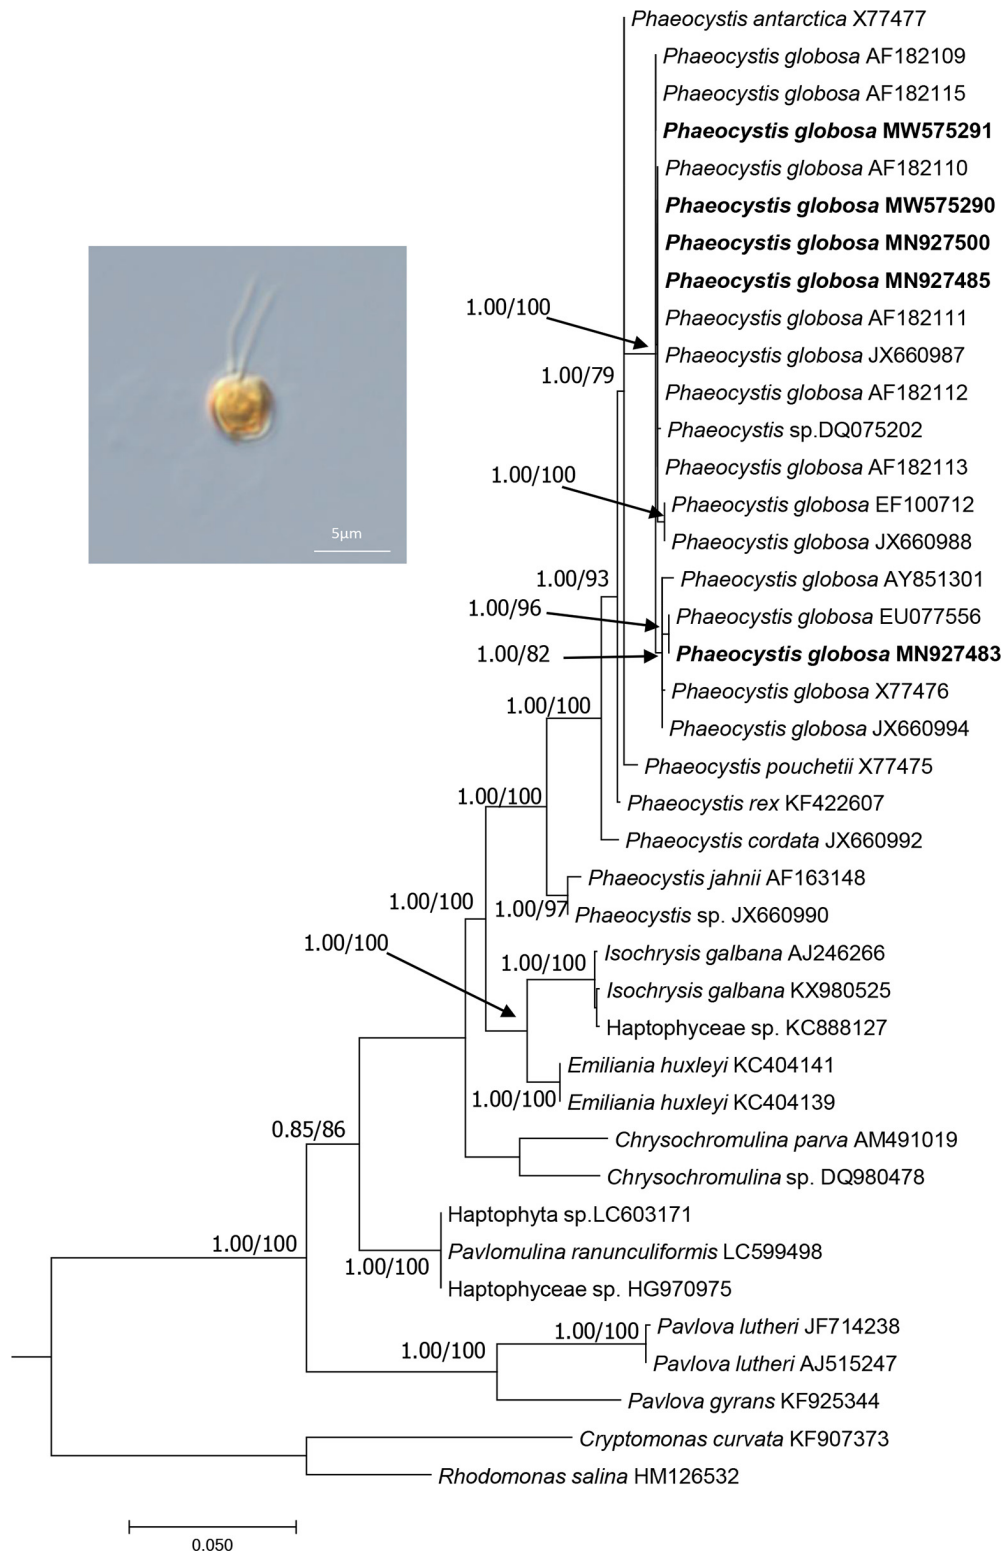 Phaeocystis antarctica X77477
Phaeocystis globosa AF182109
Phaeocystis globosa AF182115
Phaeocystis globosa MW575291
Phaeocystis globosa AF182110
Phaeocystis globosa MW575290
Phaeocystis globosa MN927500
Phaeocystis globosa MN927485
1.00/100
Phaeocystis globosa AF182111
Phaeocystis globosa JX660987
1.00/79
Phaeocystis globosa AF182112
Phaeocystis sp.DQ075202
Phaeocystis globosa AF182113
1.00/100
Phaeocystis globosa EF100712
5µm
Phaeocystis globosa JX660988
1.00/93
Phaeocystis globosa AY851301
1.00/96
Phaeocystis globosa EU077556
1.00/82
Phaeocystis globosa MN927483
Phaeocystis globosa X77476
1.00/100
Phaeocystis globosa JX660994
Phaeocystis pouchetii X77475
1.00/100
Phaeocystis rex KF422607
Phaeocystis cordata JX660992
Phaeocystis jahnii AF163148
1.00/100
1.00/97
Phaeocystis sp. JX660990
1.00/100
Isochrysis galbana AJ246266
1.00/100
Isochrysis galbana KX980525
Haptophyceae sp. KC888127
Emiliania huxleyi KC404141
1.00/100
Emiliania huxleyi KC404139
0.85/86
Chrysochromulina parva AM491019
Chrysochromulina sp. DQ980478
Haptophyta sp.LC603171
1.00/100
Pavlomulina ranunculiformis LC599498
1.00/100
Haptophyceae sp. HG970975
1.00/100
Pavlova lutheri JF714238
1.00/100
Pavlova lutheri AJ515247
Pavlova gyrans KF925344
Cryptomonas curvata KF907373
Rhodomonas salina HM126532
0.050